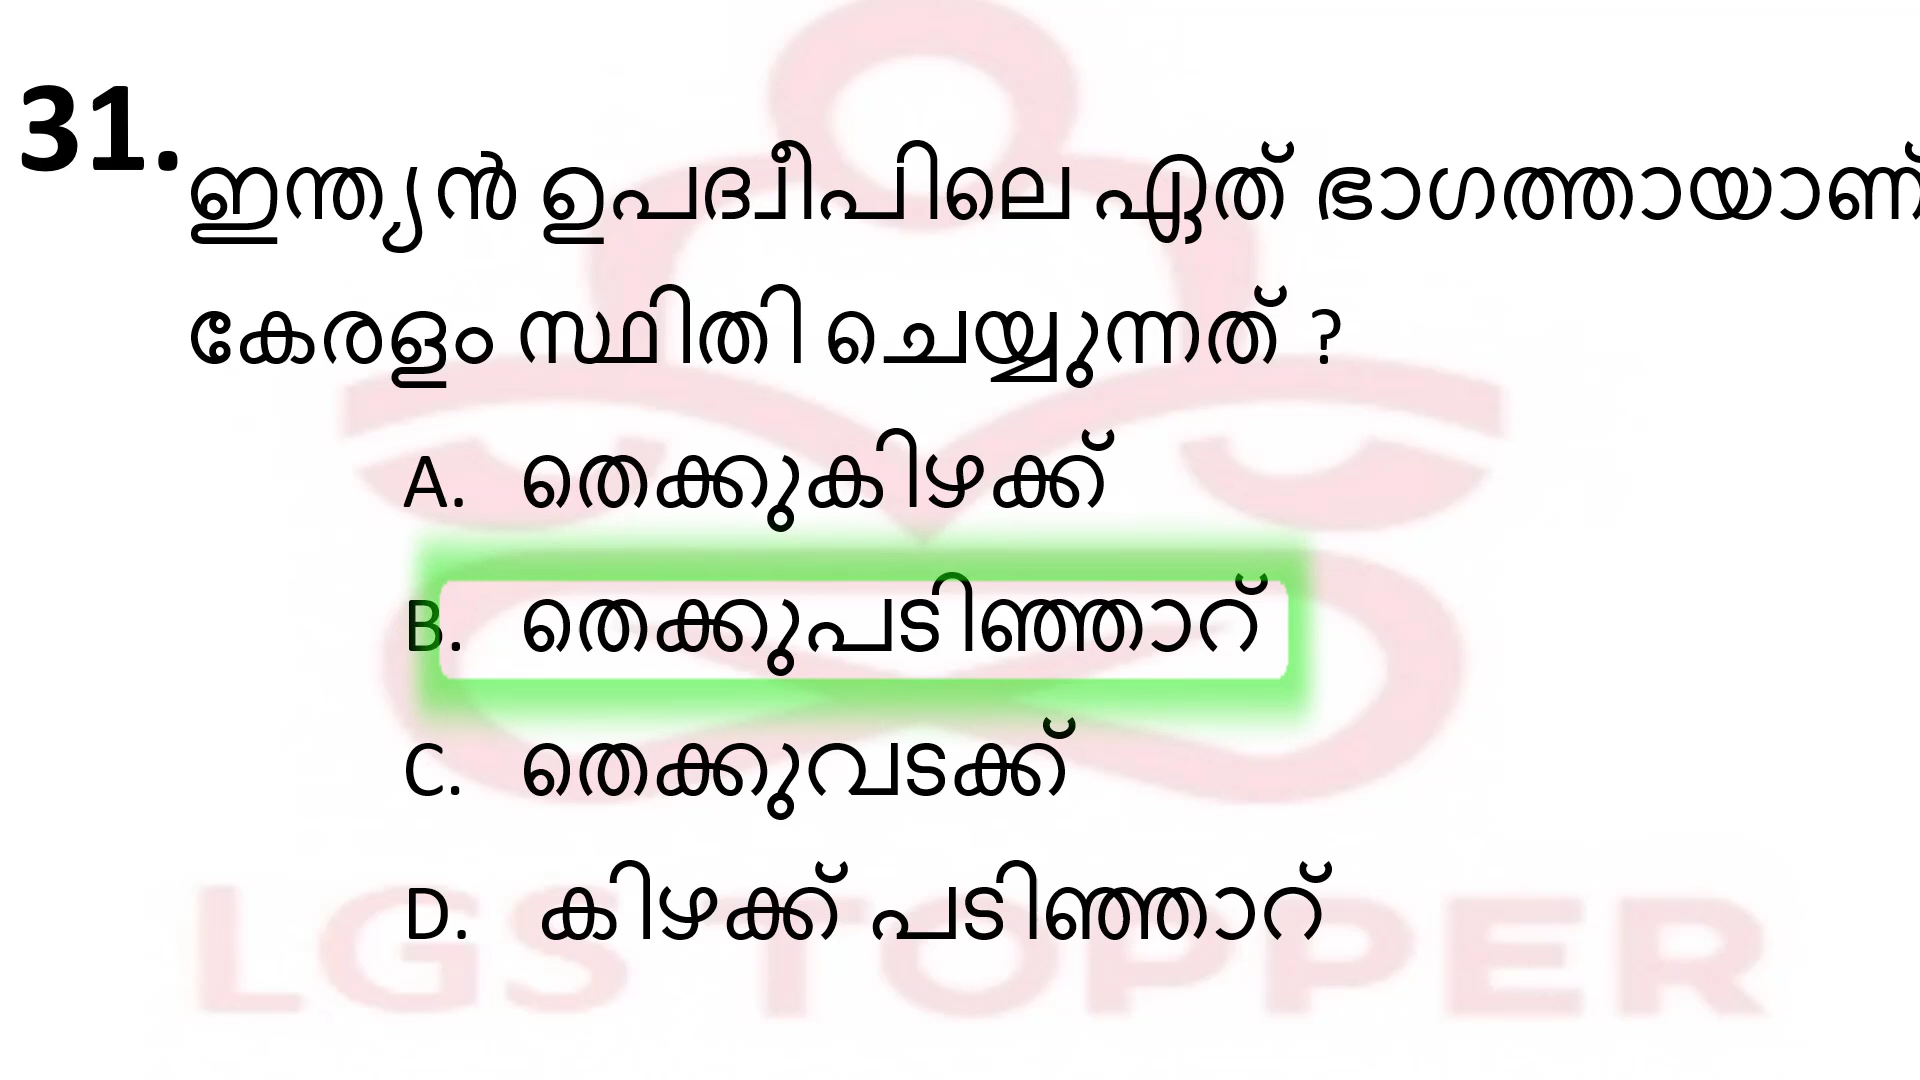 31.
ഇന്ത്യൻ ഉപദ്വീപിലെ ഏത് ഭാഗത്തായാണ്
കേരളം സ്ഥിതി ചെയ്യുന്നത് ?
A. തെക്കുകിഴക്ക്
B. തെക്കുപടിഞ്ഞാറ്
C. തെക്കുവടക്ക്
D. കിഴക്ക് പടിഞ്ഞാറ്
LGS TOPPER